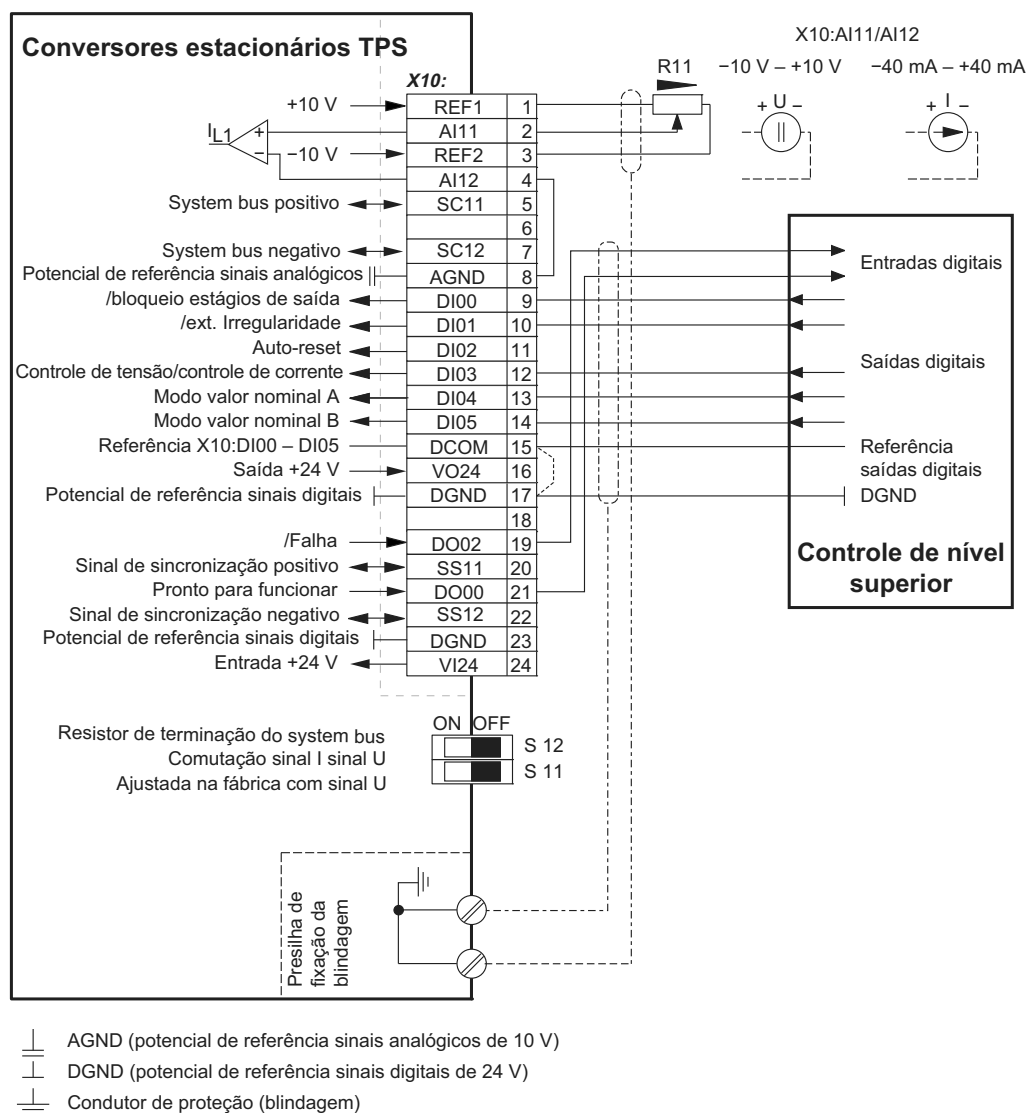 Conversores estacionários TPS
X10:
X10:AI11/AI12
R11
−10 V – +10 V
−40 mA – +40 mA
+ U −
+ I −
IL1
+
−
+10 V REF1 1
AI11 2
−10 V REF2 3
AI12 4
System bus positivo SC11 5
6
System bus negativo SC12 7
Potencial de referência sinais analógicos AGND 8
/bloqueio estágios de saída DI00 9
/ext. Irregularidade DI01 10
Auto-reset DI02 11
Controle de tensão/controle de corrente DI03 12
Modo valor nominal A DI04 13
Modo valor nominal B DI05 14
Referência X10:DI00 – DI05 DCOM 15
Saída +24 V VO24 16
Potencial de referência sinais digitais DGND 17
18
/Falha DO02 19
Sinal de sincronização positivo SS11 20
Pronto para funcionar DO00 21
Sinal de sincronização negativo SS12 22
Potencial de referência sinais digitais DGND 23
Entrada +24 V VI24 24
Entradas digitais
Saídas digitais
Referência
saídas digitais
DGND
Controle de nível
superior
ON OFF
Resistor de terminação do system bus
S 12
Comutação sinal I sinal U
S 11
Ajustada na fábrica com sinal U
Presilha de
fixação da
blindagem
AGND (potencial de referência sinais analógicos de 10 V)
DGND (potencial de referência sinais digitais de 24 V)
Condutor de proteção (blindagem)